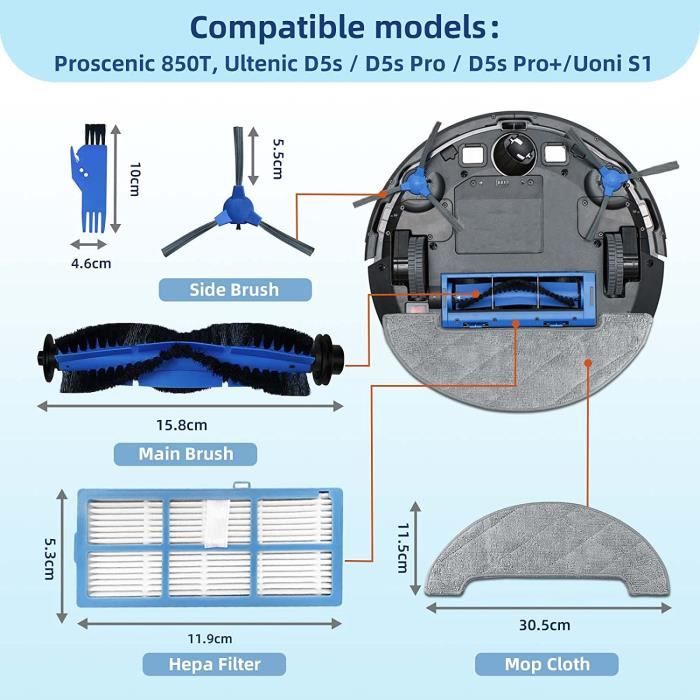 Compatible models:
Proscenic 850T, Ultenic D5s / D5s Pro / D5s Pro+/Uoni S1
10cm
4.6cm
5.5cm
Side Brush
15.8cm
Main Brush
5.3cm
11.9cm
Hepa Filter
11.5cm
30.5cm
Mop Cloth